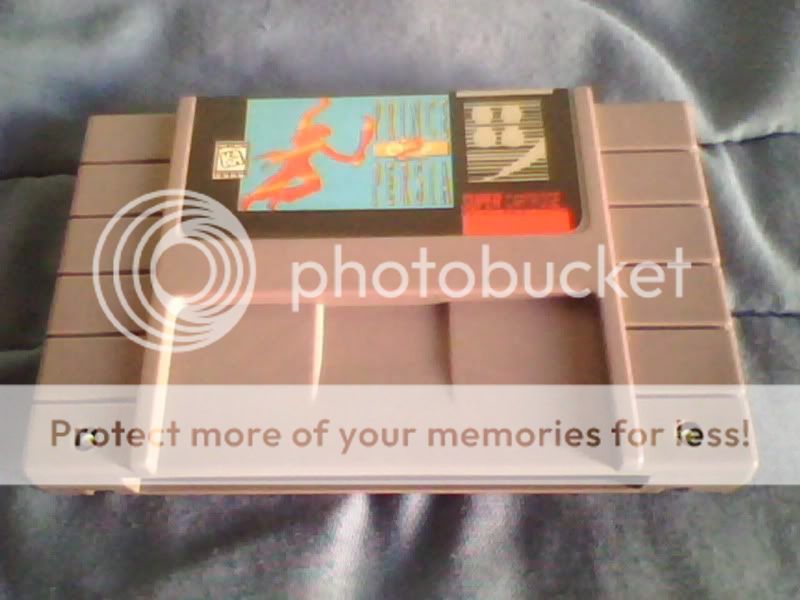 PRINCE
OF
PERSIA
photobucket
Protect more of your memories for less!